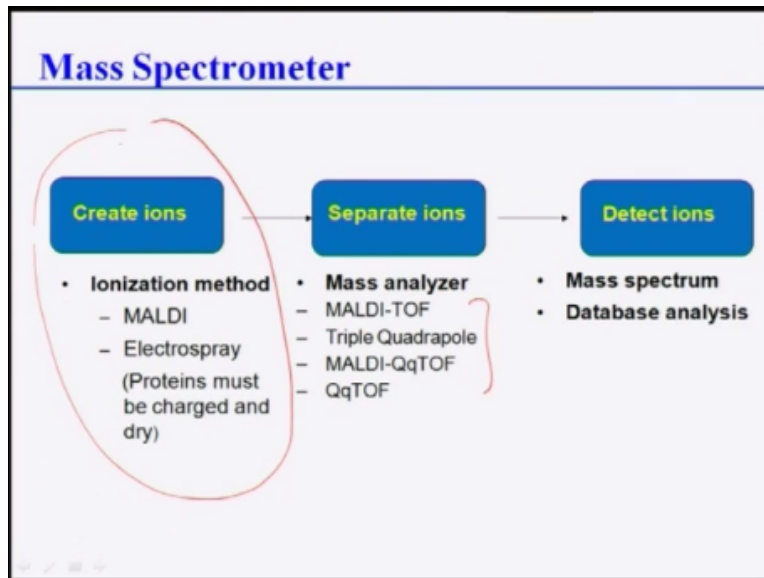 Mass Spectrometer
Create ions
• Ionization method
– MALDI
– Electrospray
(Proteins must
be charged and
dry)
Separate ions
• Mass analyzer
– MALDI-TOF
– Triple Quadrapole
– MALDI-QqTOF
– QqTOF
Detect ions
• Mass spectrum
• Database analysis